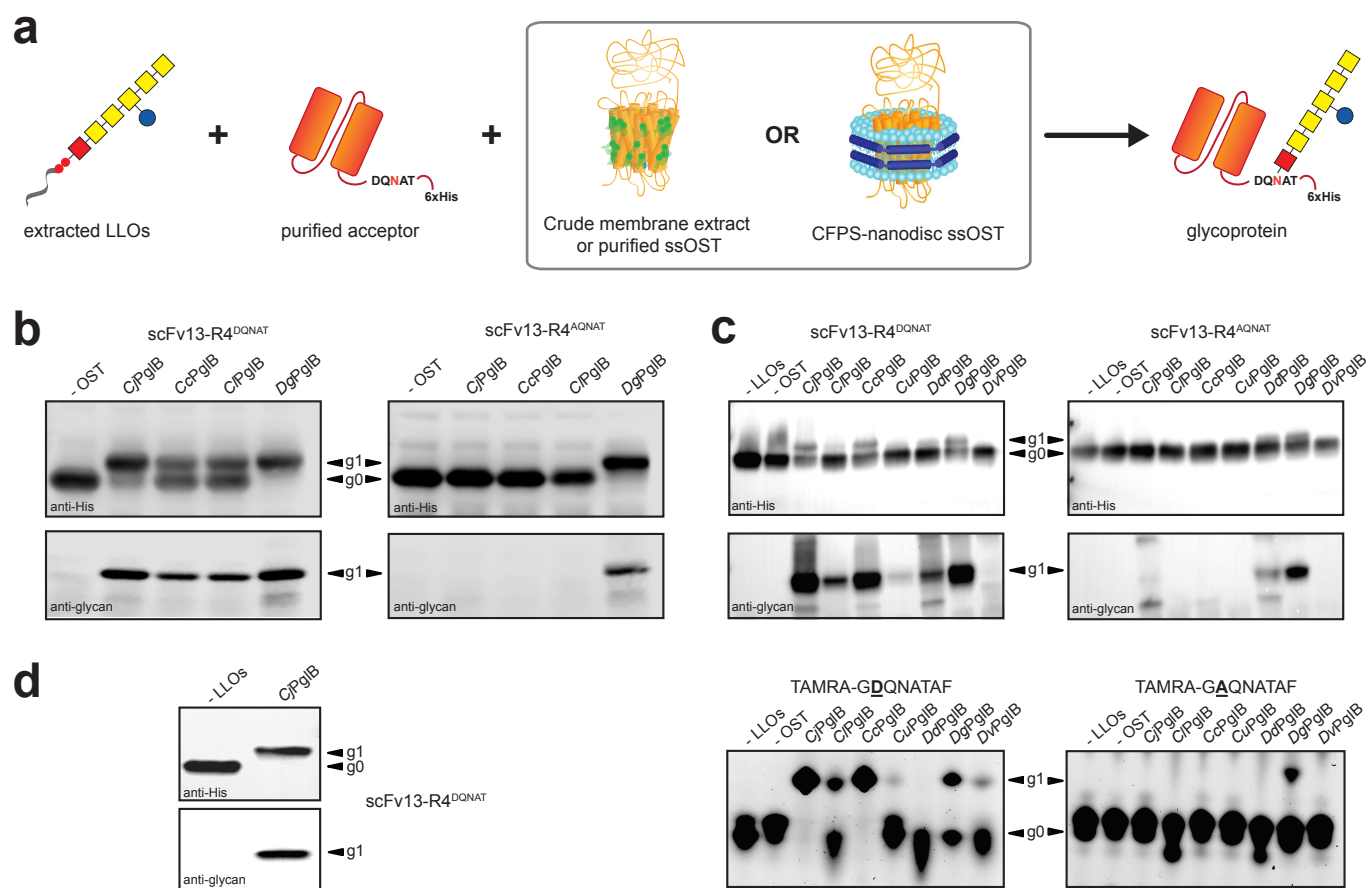 a
+
+
OR
DQNAT
6xHis
DQNAT
6xHis
extracted LLOs
purified acceptor
Crude membrane extract
or purified ssOST
CFPS-nanodisc ssOST
glycoprotein
b
scFv13-R4DQNAT
scFv13-R4AQNAT
- OST
CjPglB
CcPglB
ClPglB
DgPglB
- OST
CjPglB
CcPglB
ClPglB
DgPglB
g1
g0
anti-His
anti-His
g1
anti-glycan
anti-glycan
c
scFv13-R4DQNAT
scFv13-R4AQNAT
- LLOs
- OST
CjPglB
ClPglB
CcPglB
CuPglB
DdPglB
DgPglB
DvPglB
- LLOs
- OST
CjPglB
ClPglB
CcPglB
CuPglB
DdPglB
DgPglB
DvPglB
g1
g0
anti-His
anti-His
g1
anti-glycan
anti-glycan
TAMRA-GDQNATAF
TAMRA-GAQNATAF
- LLOs
- OST
CjPglB
ClPglB
CcPglB
CuPglB
DdPglB
DgPglB
DvPglB
- LLOs
- OST
CjPglB
ClPglB
CcPglB
CuPglB
DdPglB
DgPglB
DvPglB
g1
g0
d
- LLOs
CjPglB
g1
g0
anti-His
scFv13-R4DQNAT
g1
anti-glycan